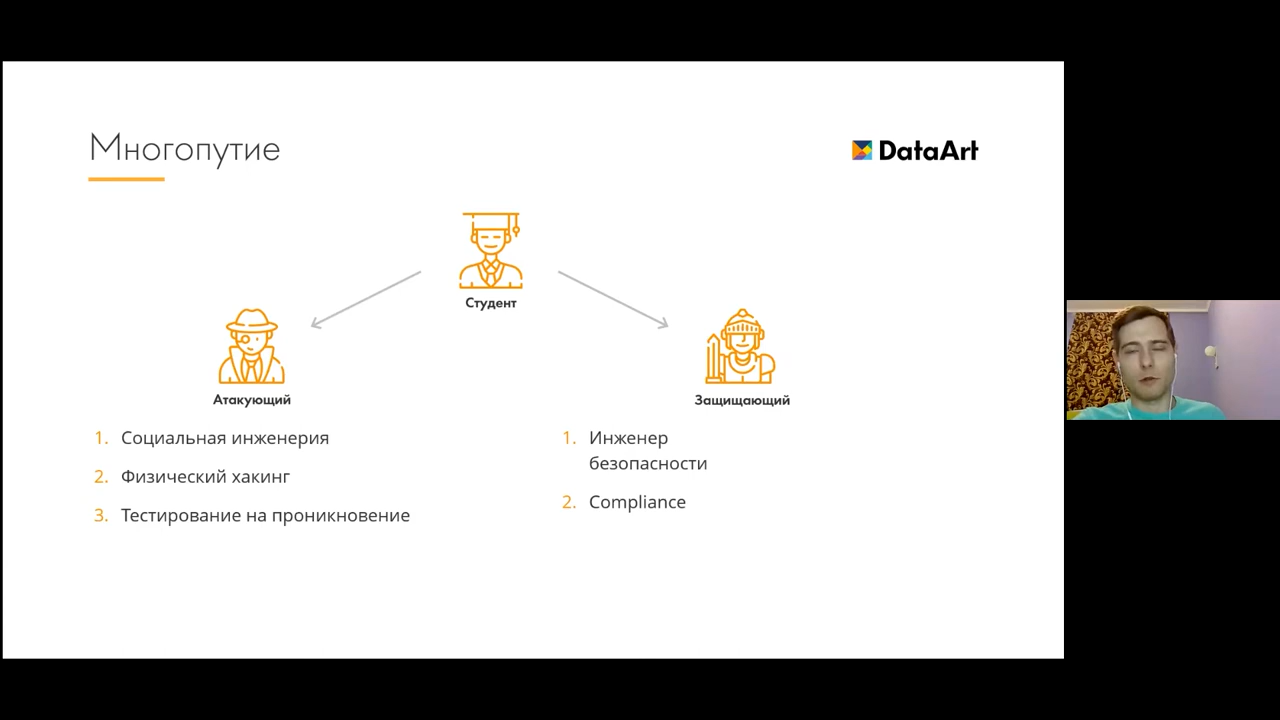 Многопутие
DataArt
Студент
Атакующий
Защищающий
1. Социальная инженерия
2. Физический хакинг
3. Тестирование на проникновение
1. Инженер
безопасности
2. Compliance